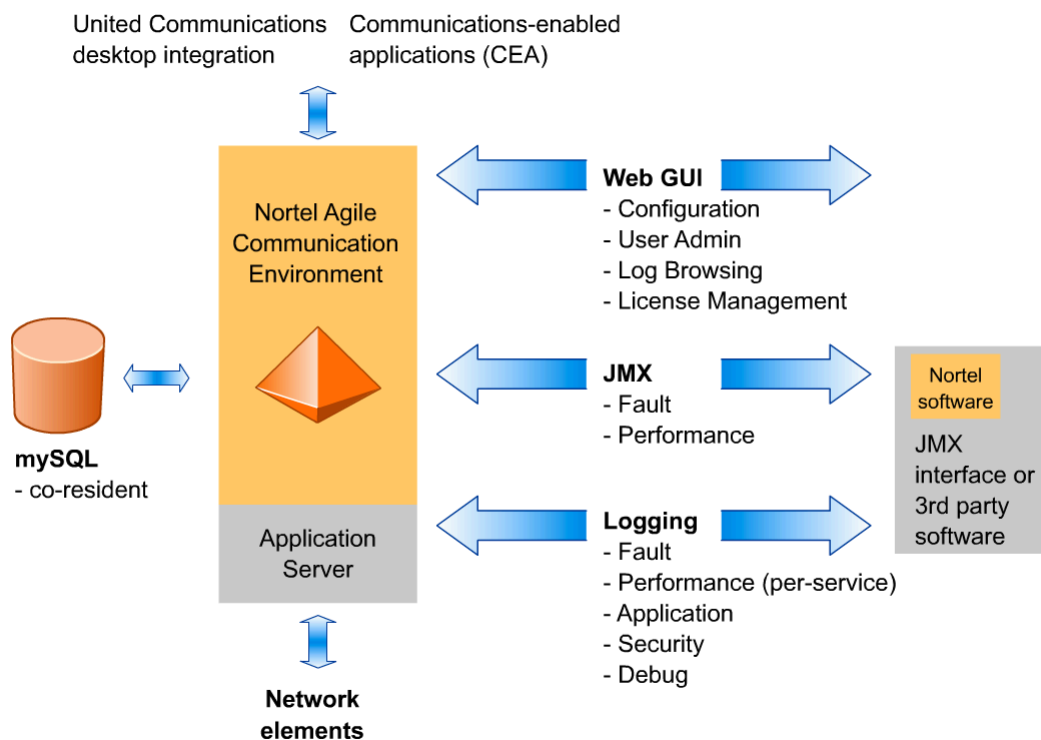 United Communications
desktop integration
Communications-enabled
applications (CEA)
Nortel Agile
Communication
Environment
Application
Server
mySQL
- co-resident
Network
elements
Web GUI
- Configuration
- User Admin
- Log Browsing
- License Management
JMX
- Fault
- Performance
Logging
- Fault
- Performance (per-service)
- Application
- Security
- Debug
Nortel
software
JMX
interface or
3rd party
software